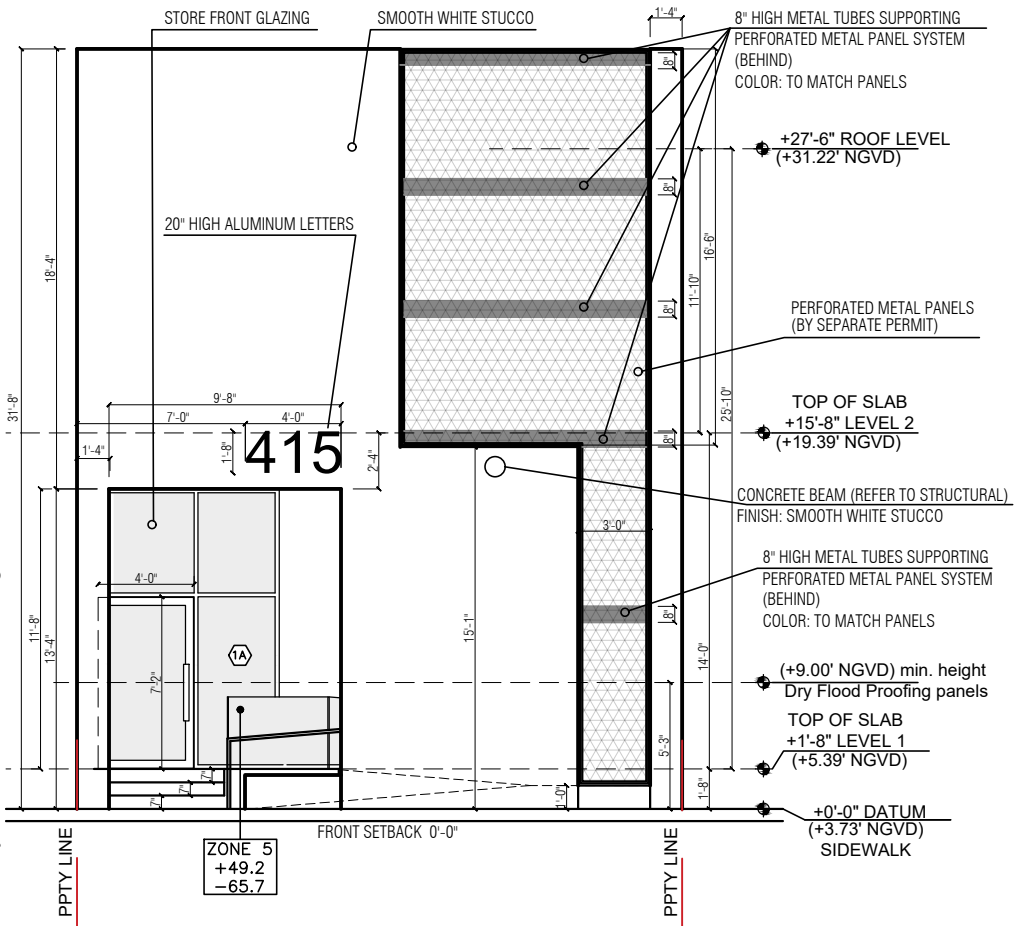 STORE FRONT GLAZING
SMOOTH WHITE STUCCO
1'-4"
8" HIGH METAL TUBES SUPPORTING
PERFORATED METAL PANEL SYSTEM
(BEHIND)
COLOR: TO MATCH PANELS
8"
+27'-6" ROOF LEVEL
(+31.22' NGVD)
8"
20" HIGH ALUMINUM LETTERS
18'-4"
16'-6"
11'-10"
8"
PERFORATED METAL PANELS
(BY SEPARATE PERMIT)
31'-8"
9'-8"
7'-0"
4'-0"
25'-10"
TOP OF SLAB
+15'-8" LEVEL 2
(+19.39' NGVD)
1'-4"
1'-8"
415
2'-4"
8"
CONCRETE BEAM (REFER TO STRUCTURAL)
FINISH: SMOOTH WHITE STUCCO
3'-0"
4'-0"
8" HIGH METAL TUBES SUPPORTING
PERFORATED METAL PANEL SYSTEM
(BEHIND)
COLOR: TO MATCH PANELS
8"
11'-8"
13'-4"
15'-1"
14'-0"
1A
7'-2"
(+9.00' NGVD) min. height
Dry Flood Proofing panels
5'-3"
TOP OF SLAB
+1'-8" LEVEL 1
(+5.39' NGVD)
7"
7"
7"
1'-0"
1'-8"
+0'-0" DATUM
(+3.73' NGVD)
SIDEWALK
FRONT SETBACK 0'-0"
PPTY LINE
ZONE 5
+49.2
-65.7
PPTY LINE